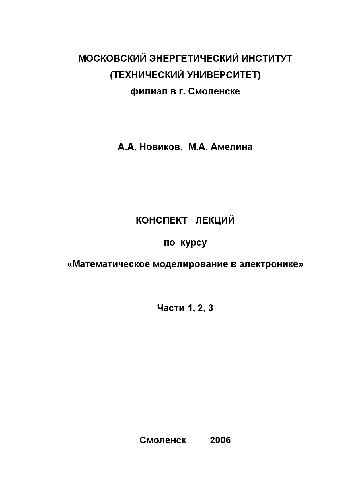 МОСКОВСКИЙ ЭНЕРГЕТИЧЕСКИЙ ИНСТИТУТ
(ТЕХНИЧЕСКИЙ УНИВЕРСИТЕТ)
филиал в г. Смоленске
А.А. Новиков, М.А. Амелина
КОНСПЕКТ ЛЕКЦИЙ
по курсу
«Математическое моделирование в электронике»
Части 1, 2, 3
Смоленск 2006